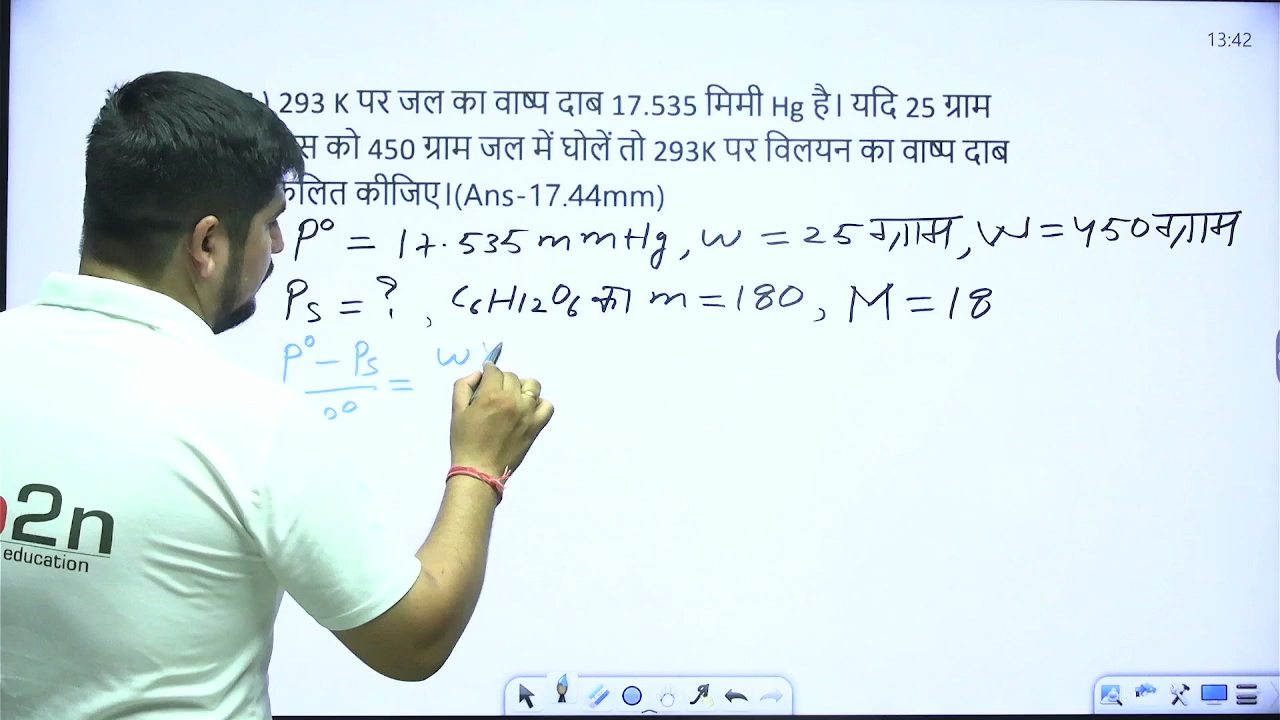 13:42
293 K पर जल का वाष्प दाब 17.535 मिमी Hg है। यदि 25 ग्राम
को 450 ग्राम जल में घोलें तो 293K पर विलयन का वाष्प दाब
कीजिए।(Ans-17.44mm)
P° = 17.535 mmHg, w = 25 ग्राम, W = 450 ग्राम
Ps = ?, C6H12O6 का m = 180, M = 18
P° - Ps = w
2n
education